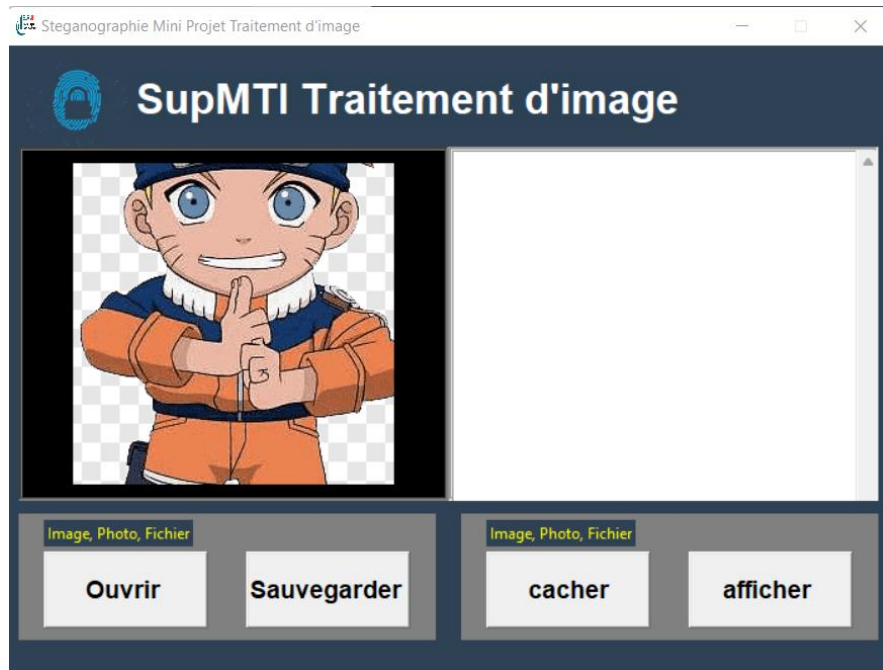 Steganographie Mini Projet Traitement d'image
SupMTI Traitement d'image
Image, Photo, Fichier
Image, Photo, Fichier
Ouvrir
Sauvegarder
cacher
afficher